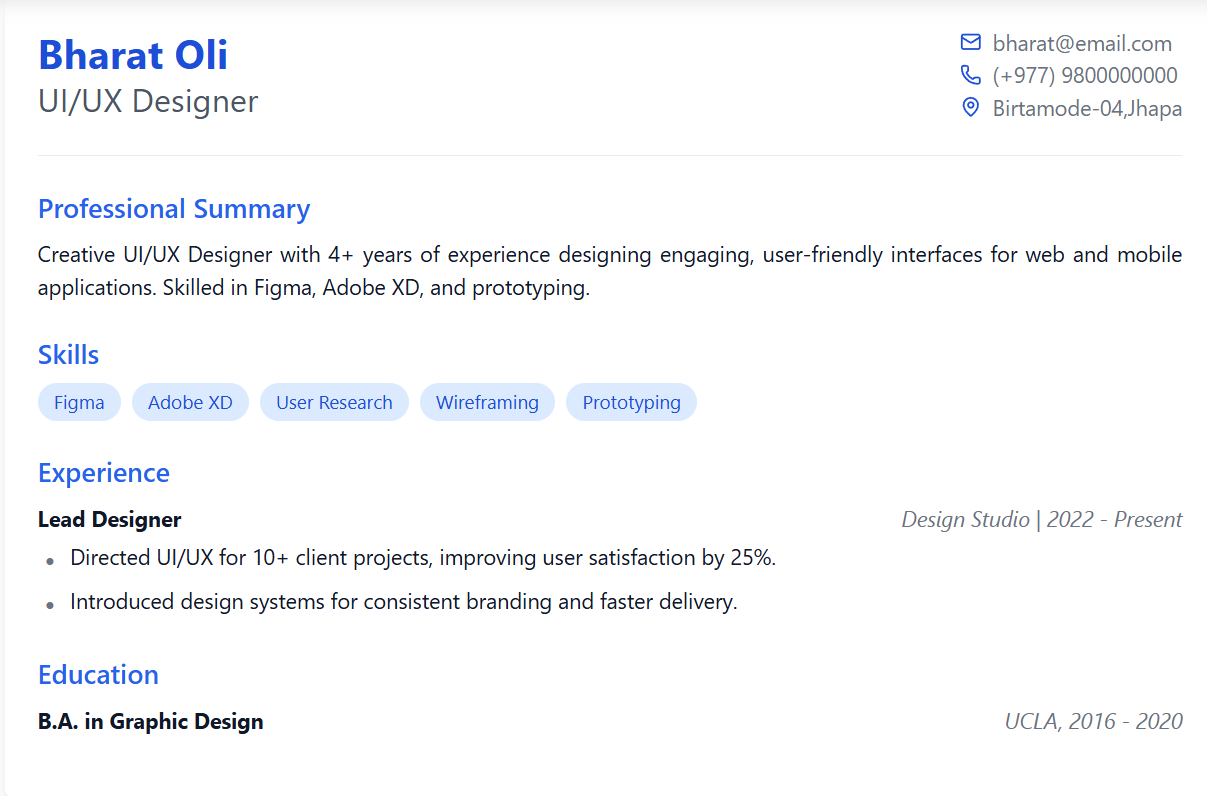 Bharat Oli
UI/UX Designer
bharat@email.com
(+977) 9800000000
Birtamode-04,Jhapa
Professional Summary
Creative UI/UX Designer with 4+ years of experience designing engaging, user-friendly interfaces for web and mobile
applications. Skilled in Figma, Adobe XD, and prototyping.
Skills
Figma Adobe XD User Research Wireframing Prototyping
Experience
Lead Designer Design Studio | 2022 - Present
• Directed UI/UX for 10+ client projects, improving user satisfaction by 25%.
• Introduced design systems for consistent branding and faster delivery.
Education
B.A. in Graphic Design UCLA, 2016 - 2020